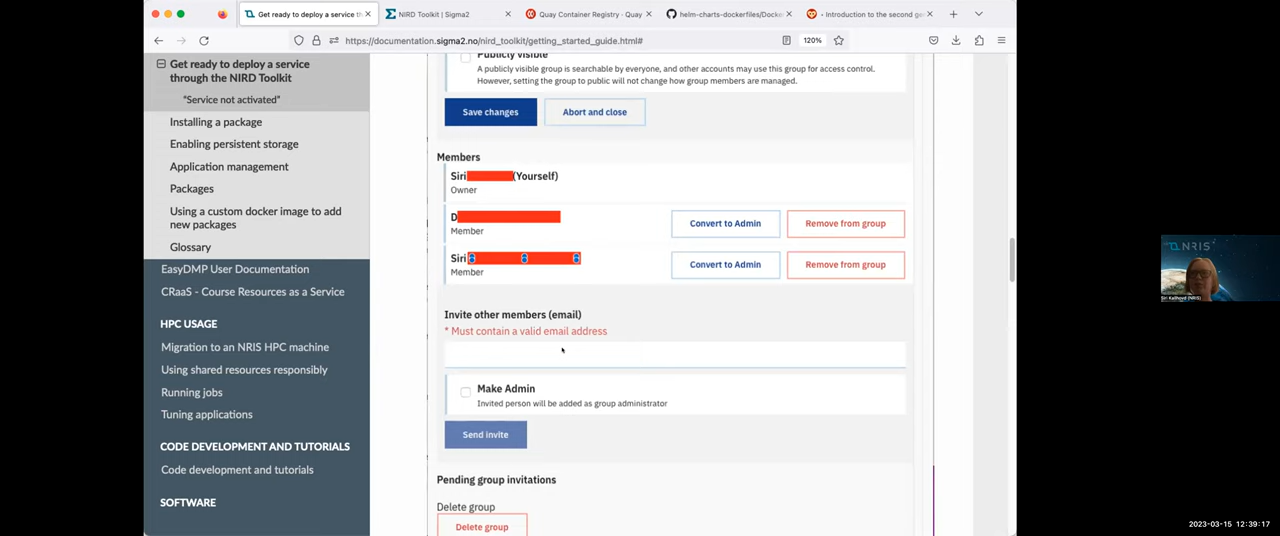 Get ready to deploy a service th
NIRD Toolkit | Sigma2
Quay Container Registry · Quay
helm-charts-dockerfiles/Docke
Introduction to the second ge
https://documentation.sigma2.no/nird_toolkit/getting_started_guide.html#
120%
Get ready to deploy a service
through the NIRD Toolkit
"Service not activated"
Installing a package
Enabling persistent storage
Application management
Packages
Using a custom docker image to add
new packages
Glossary
EasyDMP User Documentation
CRaaS - Course Resources as a Service
HPC USAGE
Migration to an NRIS HPC machine
Using shared resources responsibly
Running jobs
Tuning applications
CODE DEVELOPMENT AND TUTORIALS
Code development and tutorials
SOFTWARE
Publicly visible
A publicly visible group is searchable by everyone, and other accounts may use this group for access control.
However, setting the group to public will not change how group members are managed.
Save changes
Abort and close
Members
Siri (Yourself)
Owner
D
Member
Convert to Admin
Remove from group
Siri
Member
Convert to Admin
Remove from group
Invite other members (email)
* Must contain a valid email address
Make Admin
Invited person will be added as group administrator
Send invite
Pending group invitations
Delete group
Delete group
NRIS
Siri Kallhovd (NRIS)
2023-03-15 12:39:17